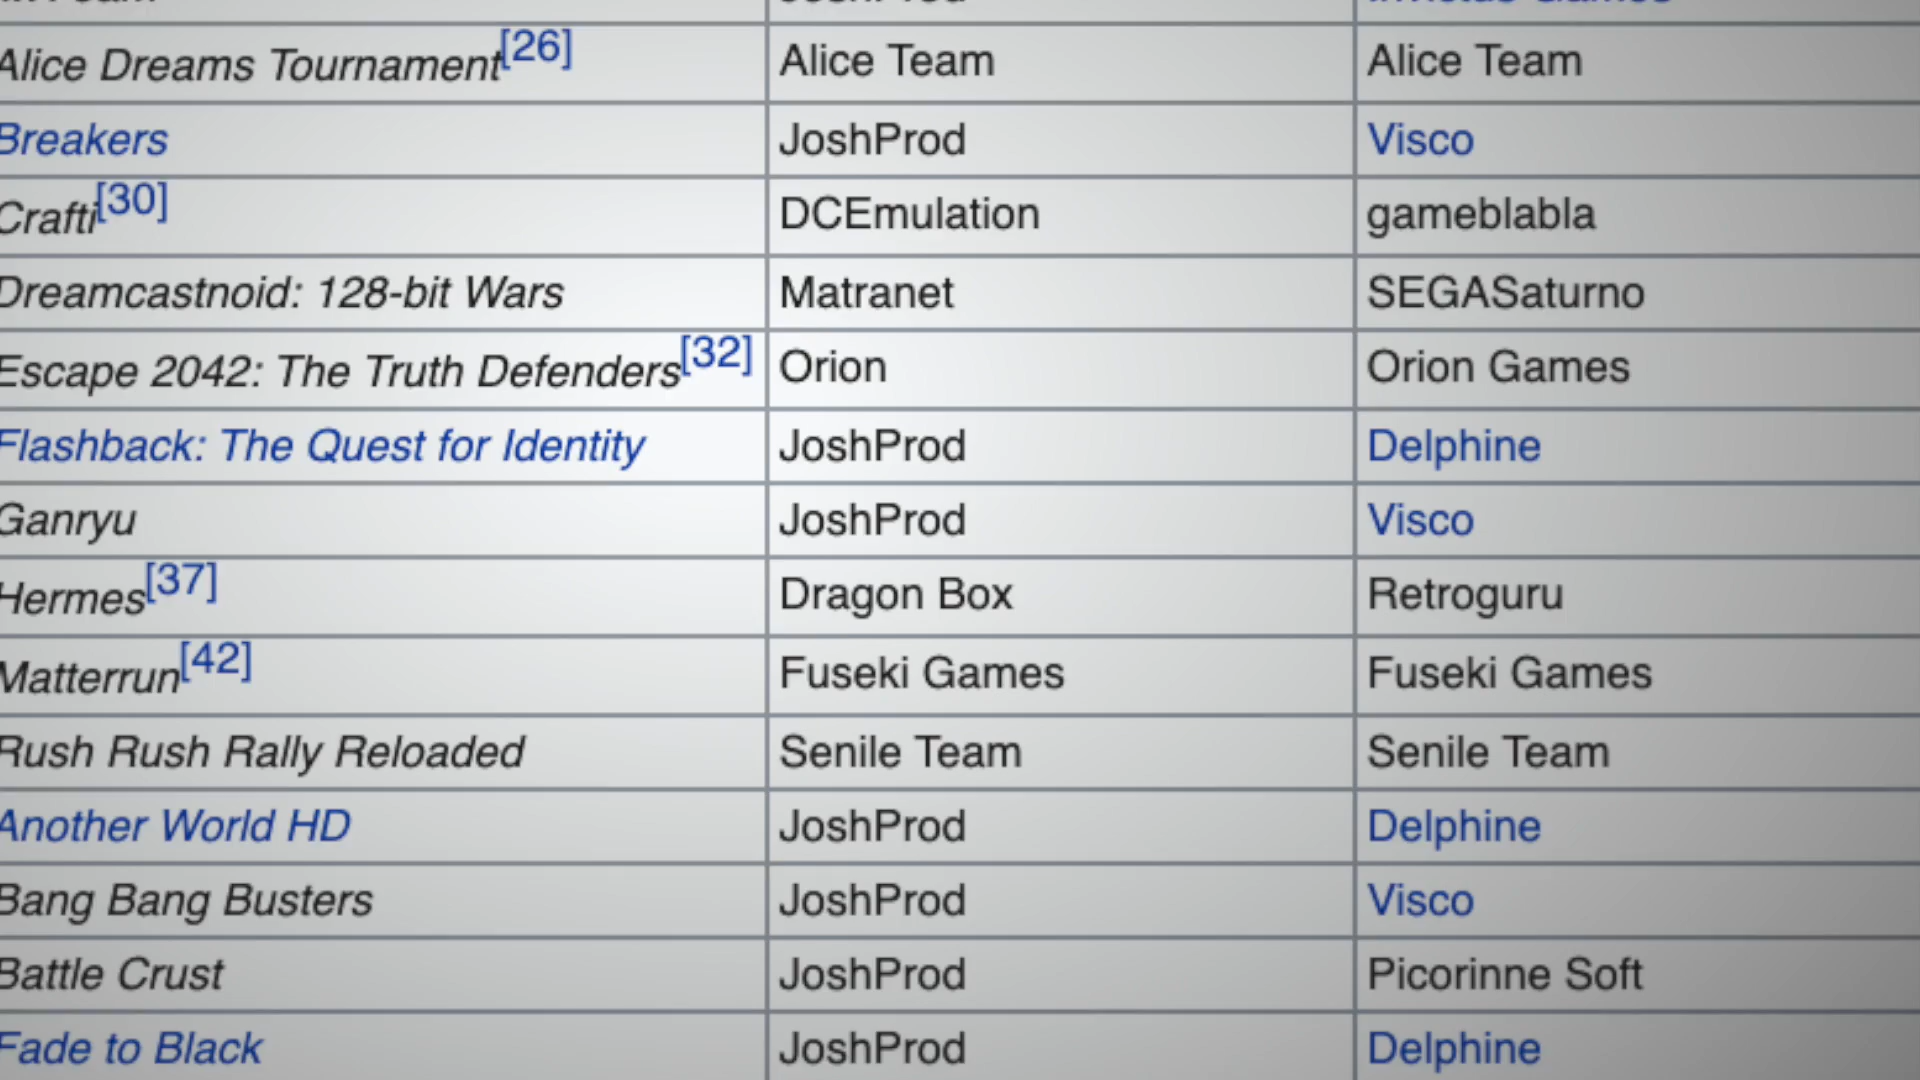 JoshProd Invictus Games
Alice Dreams Tournament[26] Alice Team Alice Team
Breakers JoshProd Visco
Crafti[30] DCEmulation gameblabla
Dreamcastnoid: 128-bit Wars Matranet SEGASaturno
Escape 2042: The Truth Defenders[32] Orion Orion Games
Flashback: The Quest for Identity JoshProd Delphine
Ganryu JoshProd Visco
Hermes[37] Dragon Box Retroguru
Matterrun[42] Fuseki Games Fuseki Games
Rush Rush Rally Reloaded Senile Team Senile Team
Another World HD JoshProd Delphine
Bang Bang Busters JoshProd Visco
Battle Crust JoshProd Picorinne Soft
Fade to Black JoshProd Delphine